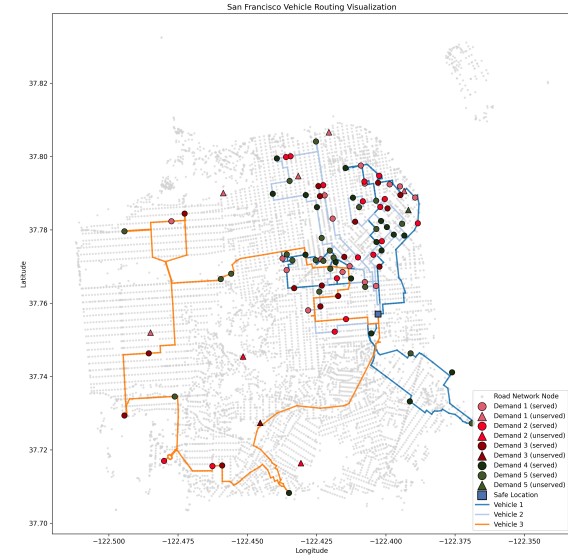 San Francisco Vehicle Routing Visualization
37.82
37.80
37.78
37.76
37.74
37.72
37.70
Latitude
−122.500
−122.475
−122.450
−122.425
−122.400
−122.375
−122.350
Longitude
Road Network Node
Demand 1 (served)
Demand 1 (unserved)
Demand 2 (served)
Demand 2 (unserved)
Demand 3 (served)
Demand 3 (unserved)
Demand 4 (served)
Demand 5 (served)
Demand 5 (unserved)
Safe Location
Vehicle 1
Vehicle 2
Vehicle 3